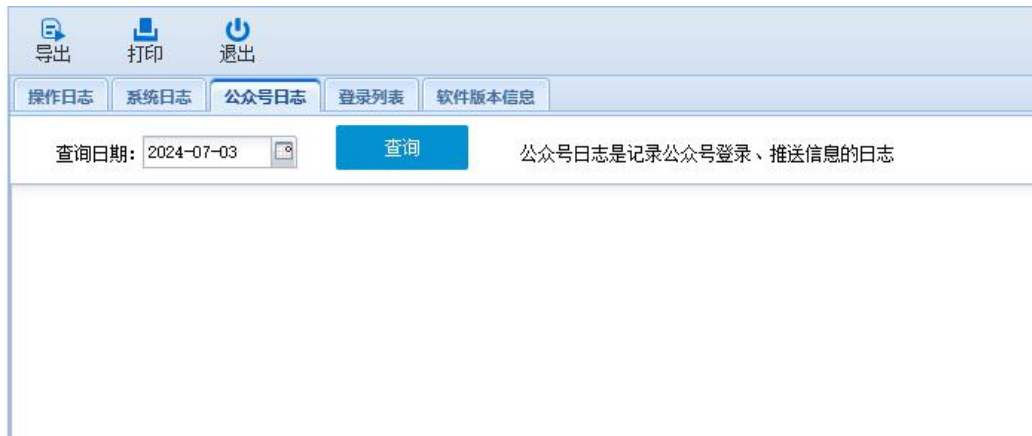 导出 打印 退出
操作日志 系统日志 公众号日志 登录列表 软件版本信息
查询日期: 2024-07-03 查询 公众号日志是记录公众号登录、推送信息的日志